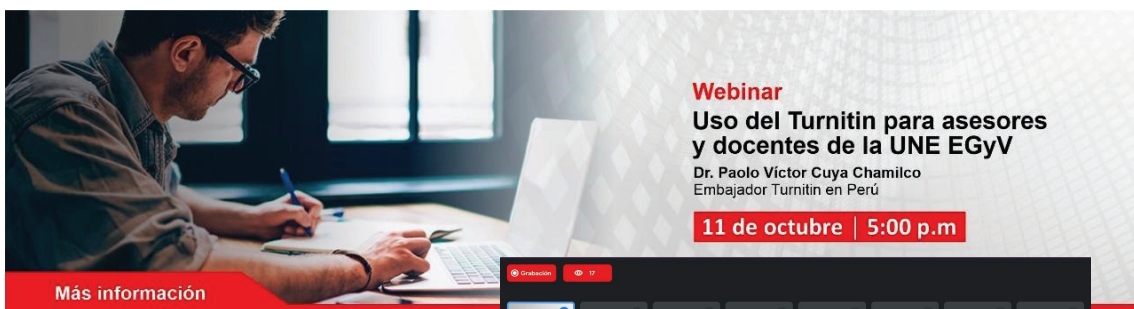 Webinar
Uso del Turnitin para asesores
y docentes de la UNE EGyV
Dr. Paolo Víctor Cuya Chamilco
Embajador Turnitin en Perú
11 de octubre | 5:00 p.m
Grabación 17
Más información